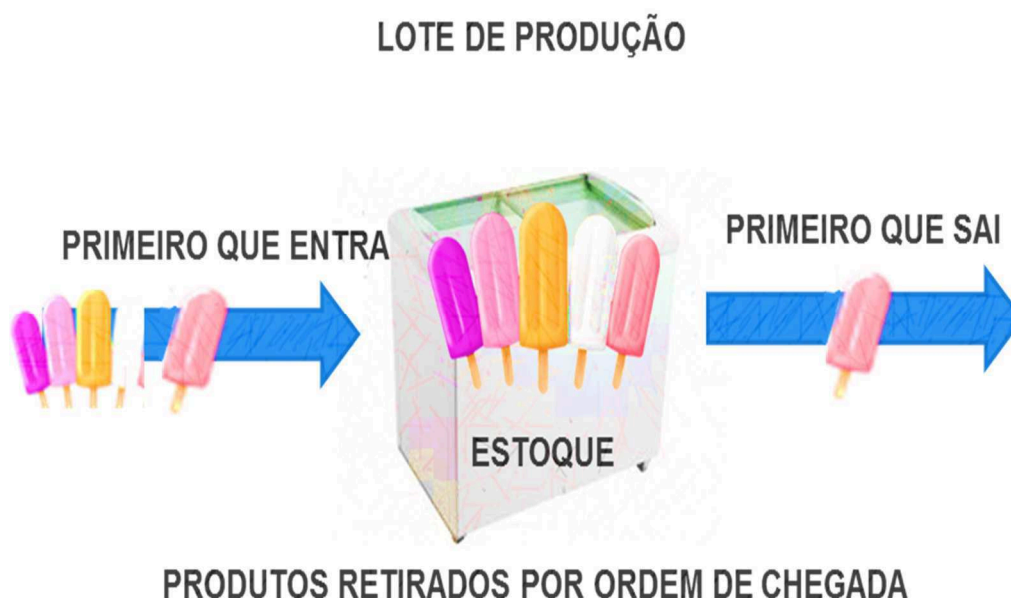 LOTE DE PRODUÇÃO
PRIMEIRO QUE ENTRA
PRIMEIRO QUE SAI
ESTOQUE
PRODUTOS RETIRADOS POR ORDEM DE CHEGADA